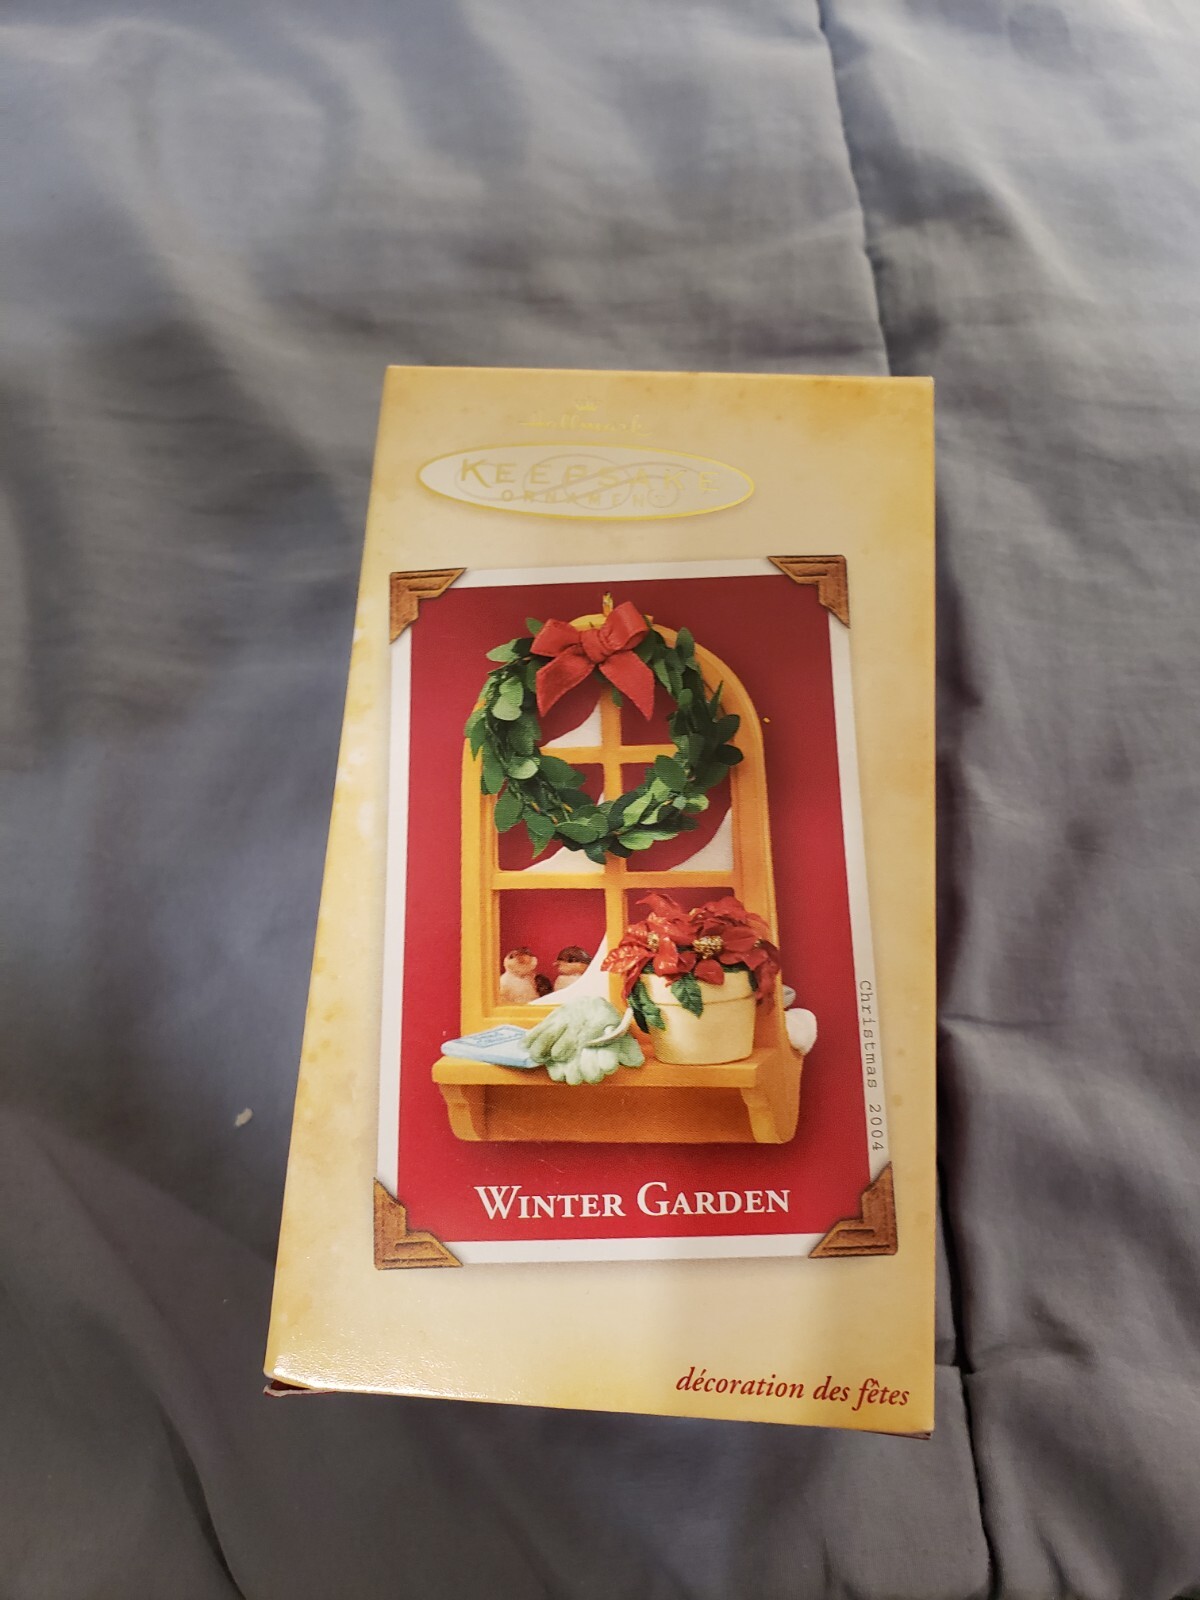 Hallmark
KEEPSAKE
ORNAMENT
Christmas 2004
WINTER GARDEN
décoration des fêtes